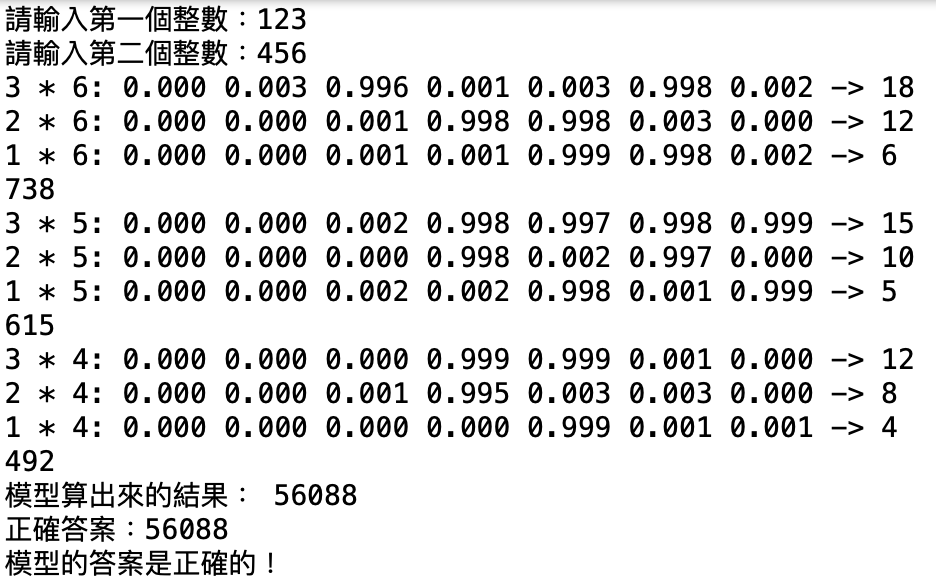 請輸入第一個整數：123
請輸入第二個整數：456
3 * 6: 0.000 0.003 0.996 0.001 0.003 0.998 0.002 -> 18
2 * 6: 0.000 0.000 0.001 0.998 0.998 0.003 0.000 -> 12
1 * 6: 0.000 0.000 0.001 0.001 0.999 0.998 0.002 -> 6
738
3 * 5: 0.000 0.000 0.002 0.998 0.997 0.998 0.999 -> 15
2 * 5: 0.000 0.000 0.000 0.998 0.002 0.997 0.000 -> 10
1 * 5: 0.000 0.000 0.002 0.002 0.998 0.001 0.999 -> 5
615
3 * 4: 0.000 0.000 0.000 0.999 0.999 0.001 0.000 -> 12
2 * 4: 0.000 0.000 0.001 0.995 0.003 0.003 0.000 -> 8
1 * 4: 0.000 0.000 0.000 0.000 0.999 0.001 0.001 -> 4
492
模型算出來的結果： 56088
正確答案：56088
模型的答案是正確的！